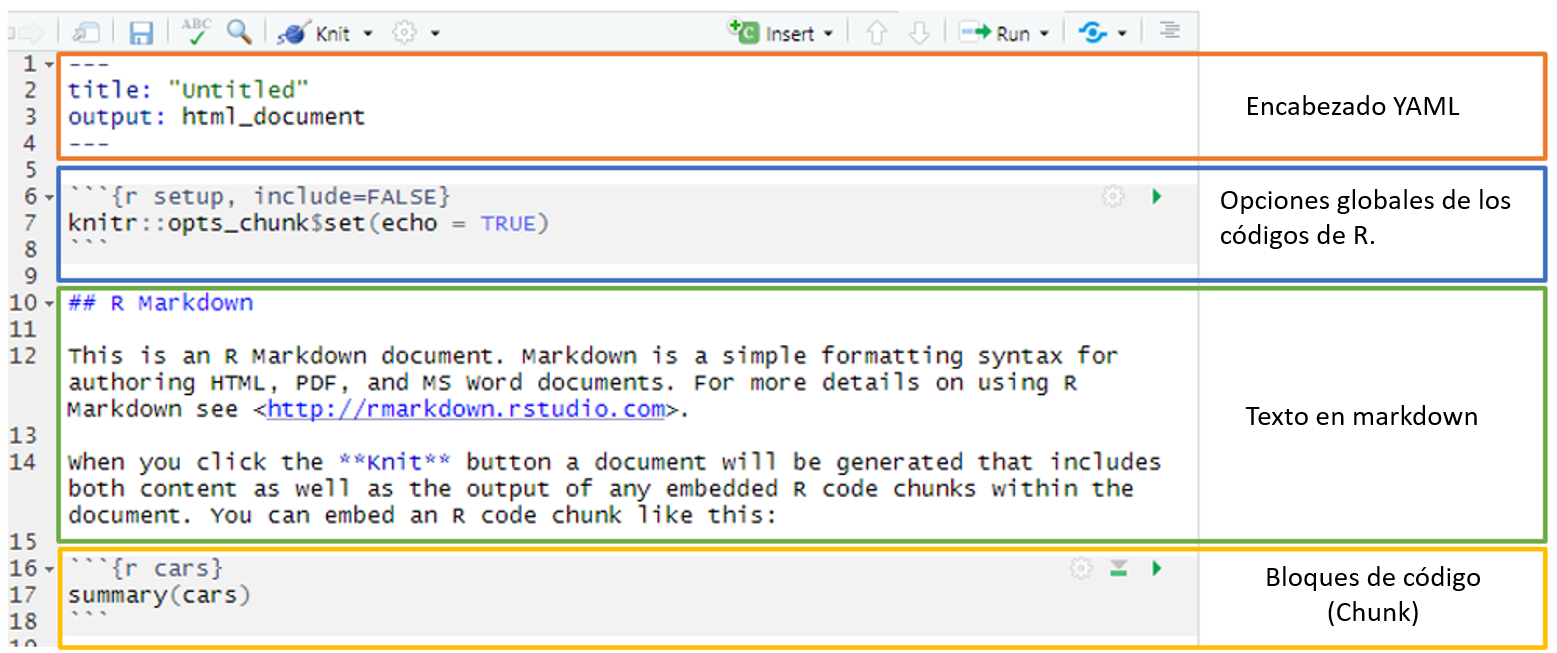 ABC Knit Insert Run
1 ---
2 title: "Untitled"
3 output: html_document
4 ---
Encabezado YAML
5
6 ```{r setup, include=FALSE}
7 knitr::opts_chunk$set(echo = TRUE)
8 ```
9
Opciones globales de los
códigos de R.
10 ## R Markdown
11
12 This is an R Markdown document. Markdown is a simple formatting syntax for
authoring HTML, PDF, and MS Word documents. For more details on using R
Markdown see <http://rmarkdown.rstudio.com>.
13
14 When you click the **Knit** button a document will be generated that includes
both content as well as the output of any embedded R code chunks within the
document. You can embed an R code chunk like this:
15
Texto en markdown
16 ```{r cars}
17 summary(cars)
18 ```
19
Bloques de código
(Chunk)